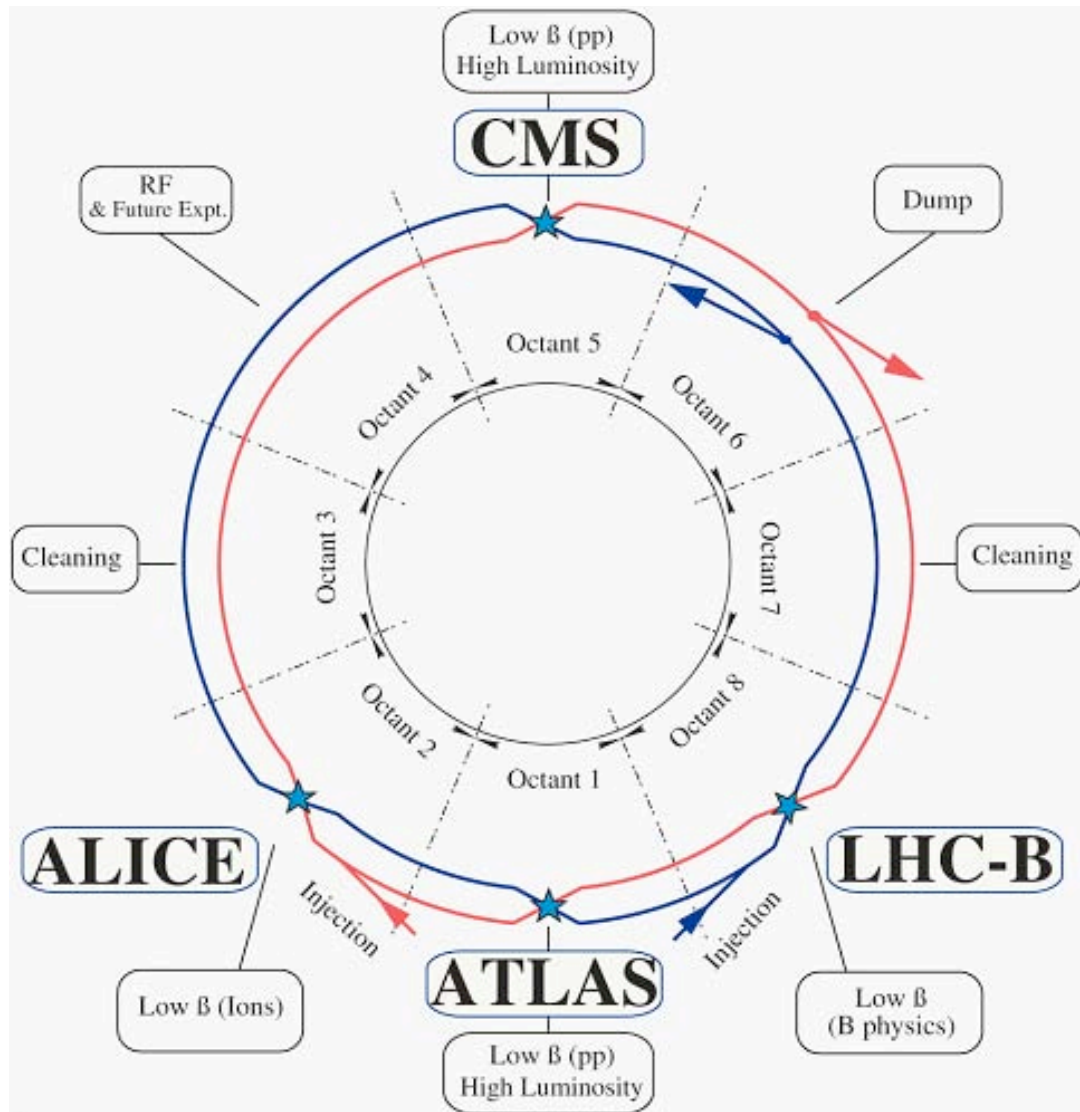 Low ß (pp)
High Luminosity
CMS
RF
& Future Expt.
Dump
Octant 5
Octant 4
Octant 6
Cleaning
Octant 3
Octant 7
Cleaning
Octant 2
Octant 8
Octant 1
ALICE
LHC-B
Injection
Injection
ATLAS
Low ß (Ions)
Low ß
(B physics)
Low ß (pp)
High Luminosity